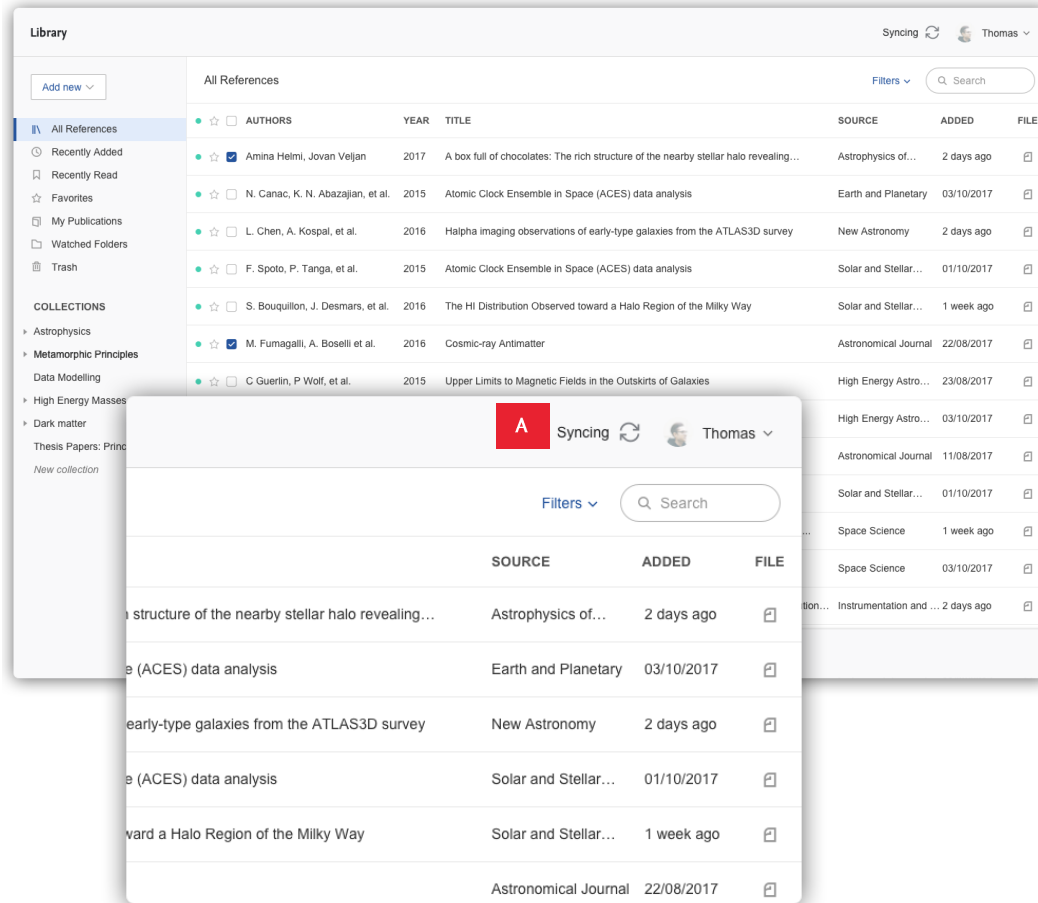 Library
Syncing Thomas
Add new
All References
Filters Search
All References
Recently Added
Recently Read
Favorites
My Publications
Watched Folders
Trash
COLLECTIONS
Astrophysics
Metamorphic Principles
Data Modelling
High Energy Masses
Dark matter
Thesis Papers: Princ
New collection
AUTHORS YEAR TITLE SOURCE ADDED FILE
Amina Helmi, Jovan Veljan 2017 A box full of chocolates: The rich structure of the nearby stellar halo revealing... Astrophysics of... 2 days ago
N. Canac, K. N. Abazajian, et al. 2015 Atomic Clock Ensemble in Space (ACES) data analysis Earth and Planetary 03/10/2017
L. Chen, A. Kospal, et al. 2016 Halpha imaging observations of early-type galaxies from the ATLAS3D survey New Astronomy 2 days ago
F. Spoto, P. Tanga, et al. 2015 Atomic Clock Ensemble in Space (ACES) data analysis Solar and Stellar... 01/10/2017
S. Bouquillon, J. Desmars, et al. 2016 The HI Distribution Observed toward a Halo Region of the Milky Way Solar and Stellar... 1 week ago
M. Fumagalli, A. Boselli et al. 2016 Cosmic-ray Antimatter Astronomical Journal 22/08/2017
C Guerlin, P Wolf, et al. 2015 Upper Limits to Magnetic Fields in the Outskirts of Galaxies High Energy Astro... 23/08/2017
High Energy Astro... 03/10/2017
Astronomical Journal 11/08/2017
Solar and Stellar... 01/10/2017
... Space Science 1 week ago
Space Science 03/10/2017
tion... Instrumentation and ... 2 days ago
A Syncing Thomas
Filters Search
SOURCE ADDED FILE
structure of the nearby stellar halo revealing... Astrophysics of... 2 days ago
e (ACES) data analysis Earth and Planetary 03/10/2017
early-type galaxies from the ATLAS3D survey New Astronomy 2 days ago
e (ACES) data analysis Solar and Stellar... 01/10/2017
ward a Halo Region of the Milky Way Solar and Stellar... 1 week ago
Astronomical Journal 22/08/2017